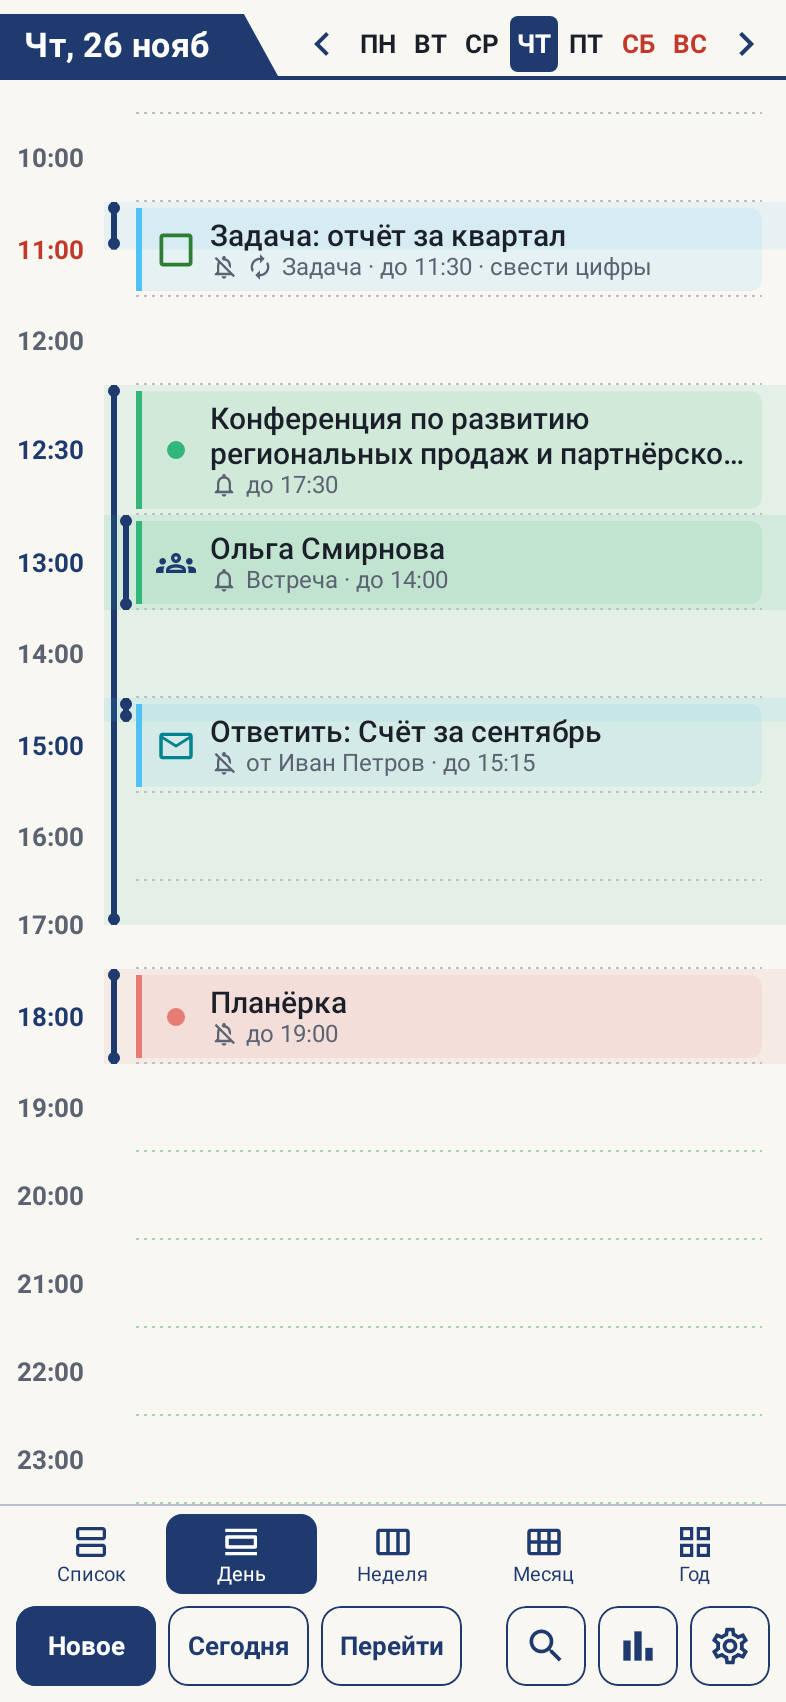 Чт, 26 нояб
ПН ВТ СР ЧТ ПТ СБ ВС
10:00
Задача: отчёт за квартал
11:00
Задача · до 11:30 · свести цифры
12:00
Конференция по развитию
12:30
региональных продаж и партнёрско...
до 17:30
Ольга Смирнова
13:00
Встреча · до 14:00
14:00
Ответить: Счёт за сентябрь
15:00
от Иван Петров · до 15:15
16:00
17:00
Планёрка
18:00
до 19:00
19:00
20:00
21:00
22:00
23:00
Список День Неделя Месяц Год
Новое Сегодня Перейти